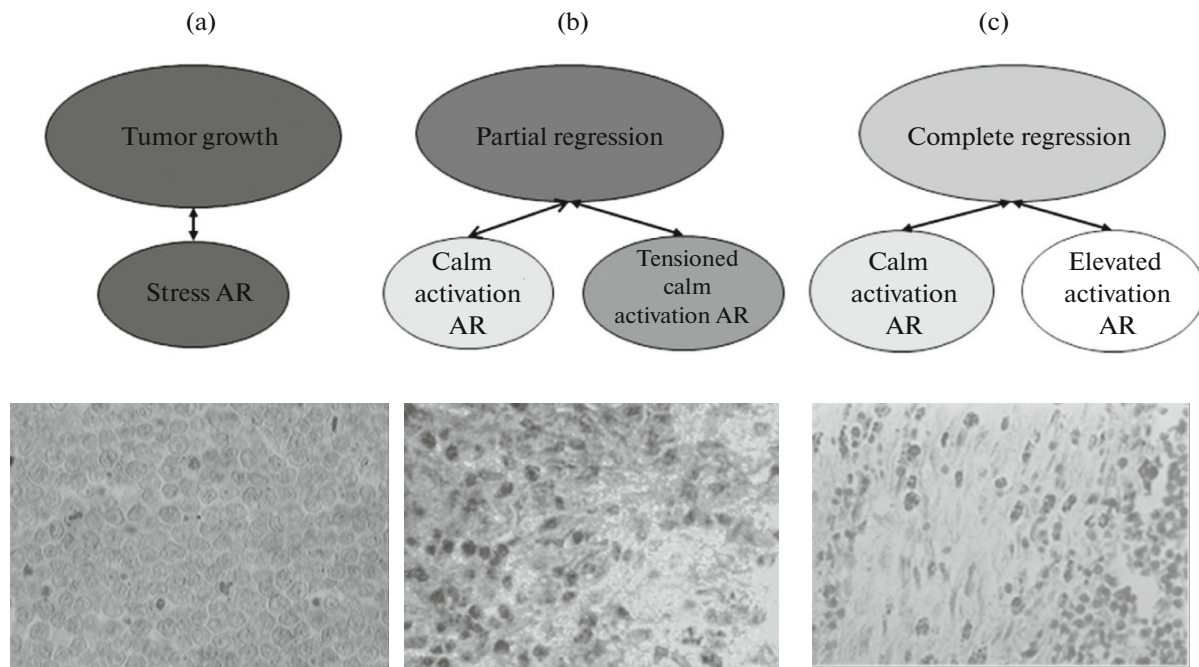 (a)
(b)
(c)
Tumor growth
Partial regression
Complete regression
Stress AR
Calm
activation
AR
Tensioned
calm
activation AR
Calm
activation
AR
Elevated
activation
AR